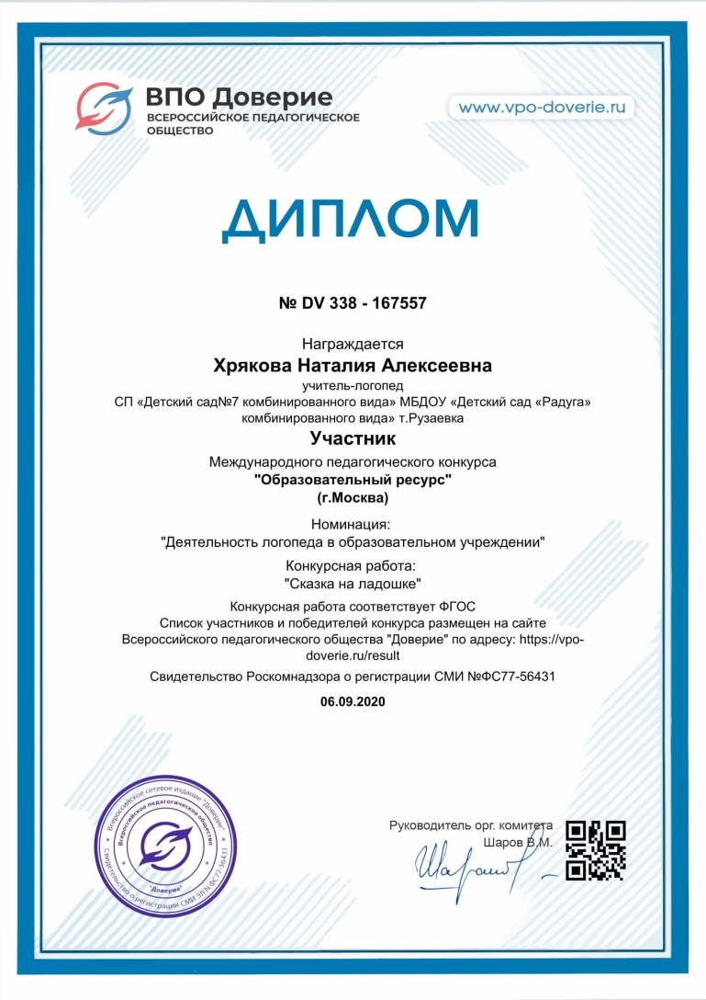 ВПО Доверие
ВСЕРОССИЙСКОЕ ПЕДАГОГИЧЕСКОЕ
ОБЩЕСТВО
www.vpo-doverie.ru
ДИПЛОМ
№ DV 338 - 167557
Награждается
Хрякова Наталия Алексеевна
учитель-логопед
СП «Детский сад№7 комбинированного вида» МБДОУ «Детский сад «Радуга»
комбинированного вида» т.Рузаевка
Участник
Международного педагогического конкурса
"Образовательный ресурс"
(г.Москва)
Номинация:
"Деятельность логопеда в образовательном учреждении"
Конкурсная работа:
"Сказка на ладошке"
Конкурсная работа соответствует ФГОС
Список участников и победителей конкурса размещен на сайте
Всероссийского педагогического общества "Доверие" по адресу: https://vpo-
doverie.ru/result
Свидетельство Роскомнадзора о регистрации СМИ №ФС77-56431
06.09.2020
Всероссийское сетевое издание "Доверие"
Свидетельство о регистрации СМИ ЭЛ N ФС77-56431
Всероссийское педагогическое общество
"Доверие"
Руководитель орг. комитета
Шаров В.М.